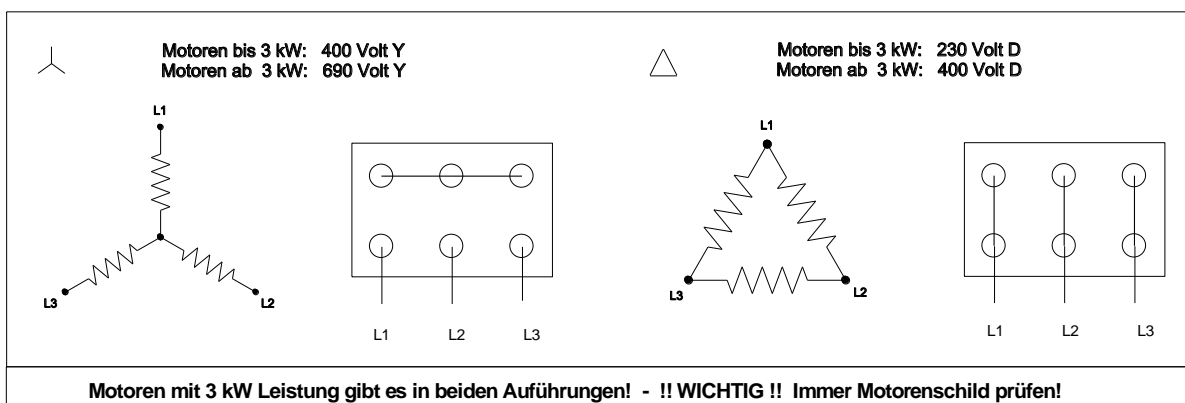 Motoren bis 3 kW: 400 Volt Y
Motoren ab 3 kW: 690 Volt Y
L1
L3
L2
L1
L2
L3
Motoren bis 3 kW: 230 Volt D
Motoren ab 3 kW: 400 Volt D
L1
L3
L2
L1
L2
L3
Motoren mit 3 kW Leistung gibt es in beiden Auführungen! - !! WICHTIG !! Immer Motorenschild prüfen!